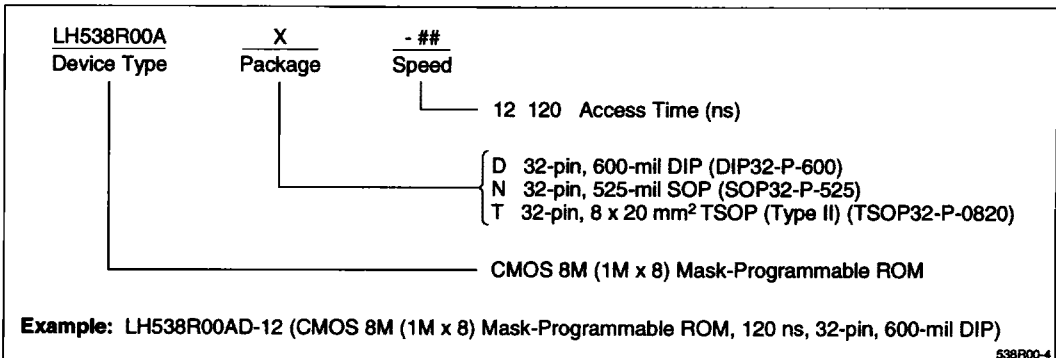 LH538R00A X - ##
Device Type Package Speed
12 120 Access Time (ns)
D 32-pin, 600-mil DIP (DIP32-P-600)
N 32-pin, 525-mil SOP (SOP32-P-525)
T 32-pin, 8 x 20 mm² TSOP (Type II) (TSOP32-P-0820)
CMOS 8M (1M x 8) Mask-Programmable ROM
Example: LH538R00AD-12 (CMOS 8M (1M x 8) Mask-Programmable ROM, 120 ns, 32-pin, 600-mil DIP)
538R00-4